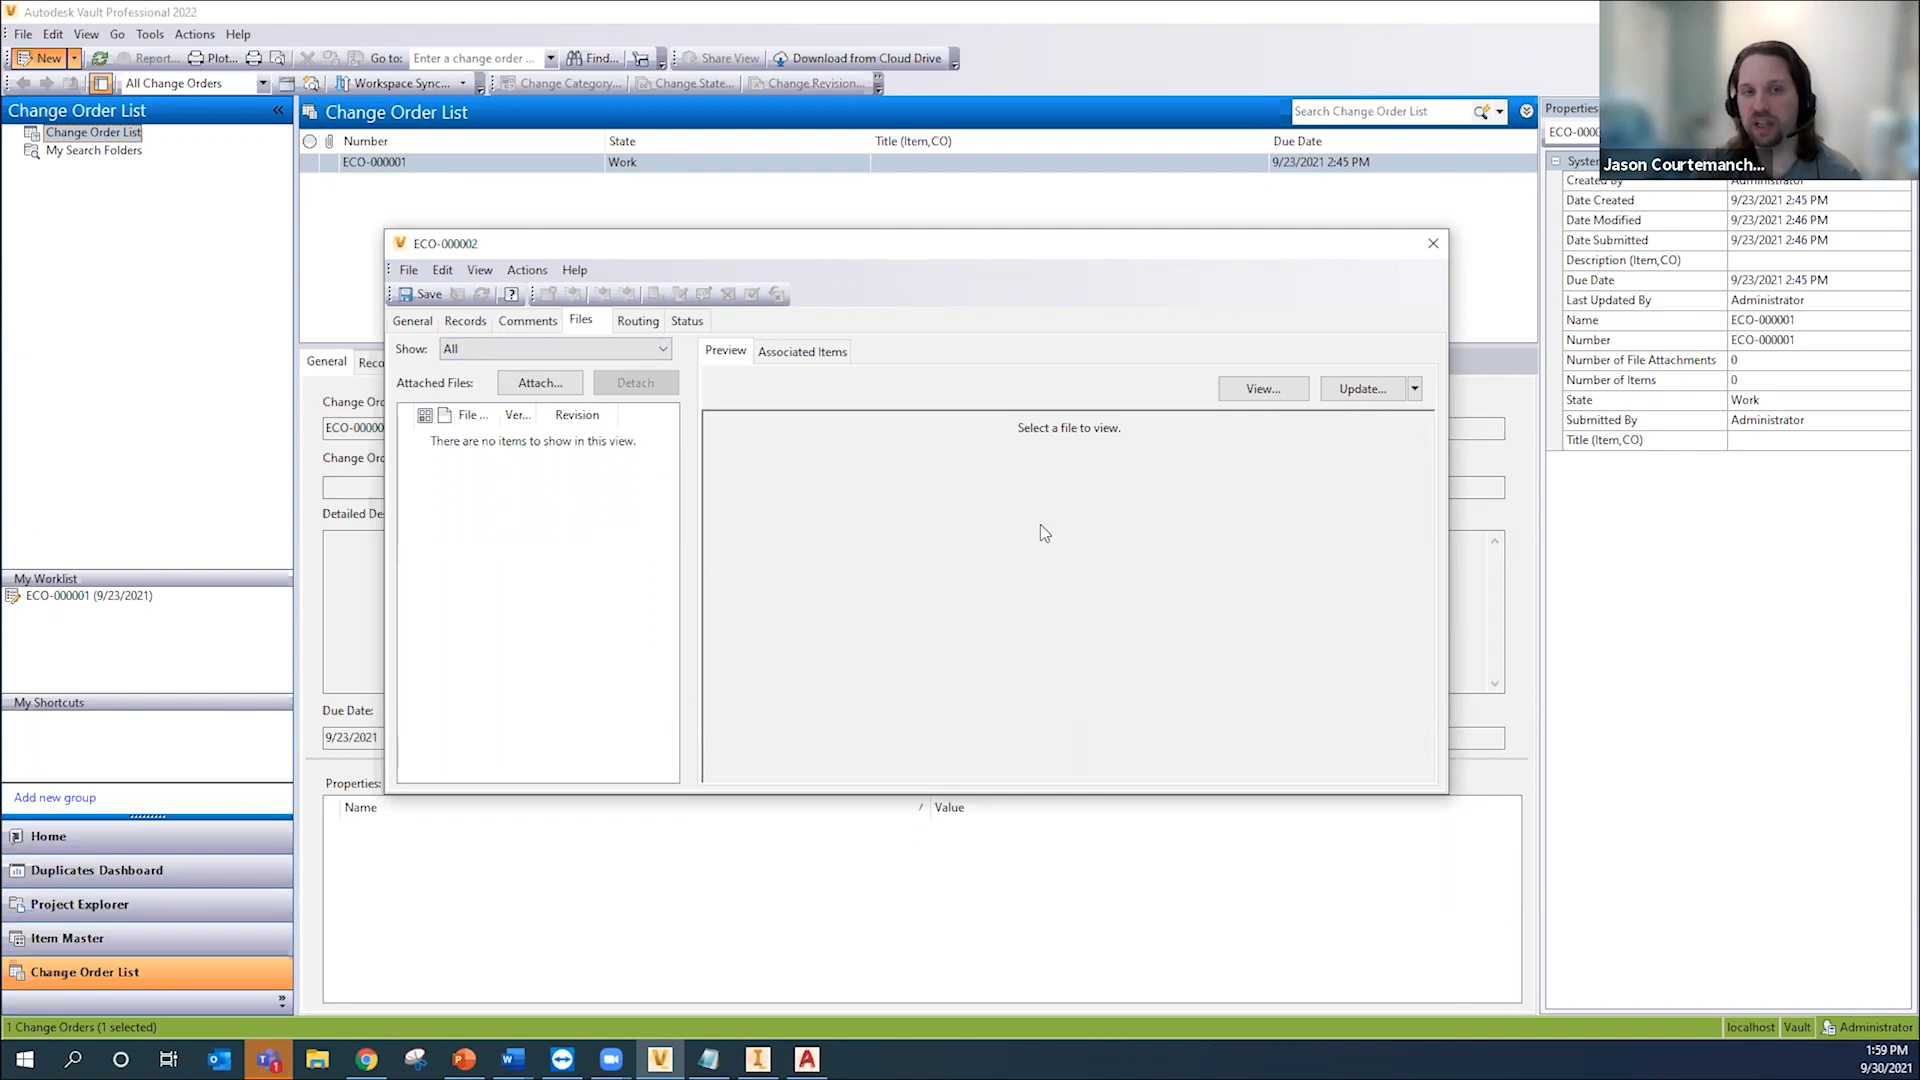 Autodesk Vault Professional 2022
File Edit View Go Tools Actions Help
New Report... Plot... Go to: Enter a change order ... Find... Share View Download from Cloud Drive
All Change Orders Workspace Sync... Change Category... Change State... Change Revision...
Change Order List
Change Order List
My Search Folders
My Worklist
ECO-000001 (9/23/2021)
My Shortcuts
Add new group
Home
Duplicates Dashboard
Project Explorer
Item Master
Change Order List
Change Order List
Search Change Order List
Number State Title (Item,CO) Due Date
ECO-000001 Work 9/23/2021 2:45 PM
General Reco
Change Orc
ECO-00000
Change Orc
Detailed De
Due Date:
9/23/2021
Properties:
Name / Value
ECO-000002
File Edit View Actions Help
Save
General Records Comments Files Routing Status
Show: All
Attached Files: Attach... Detach
File ... Ver... Revision
There are no items to show in this view.
Preview Associated Items
View... Update...
Select a file to view.
Properties
ECO-000
Syste
Created By Administrator
Date Created 9/23/2021 2:45 PM
Date Modified 9/23/2021 2:46 PM
Date Submitted 9/23/2021 2:46 PM
Description (Item,CO)
Due Date 9/23/2021 2:45 PM
Last Updated By Administrator
Name ECO-000001
Number ECO-000001
Number of File Attachments 0
Number of Items 0
State Work
Submitted By Administrator
Title (Item,CO)
Jason Courtemanch...
1 Change Orders (1 selected)
localhost Vault Administrator
1:59 PM
9/30/2021